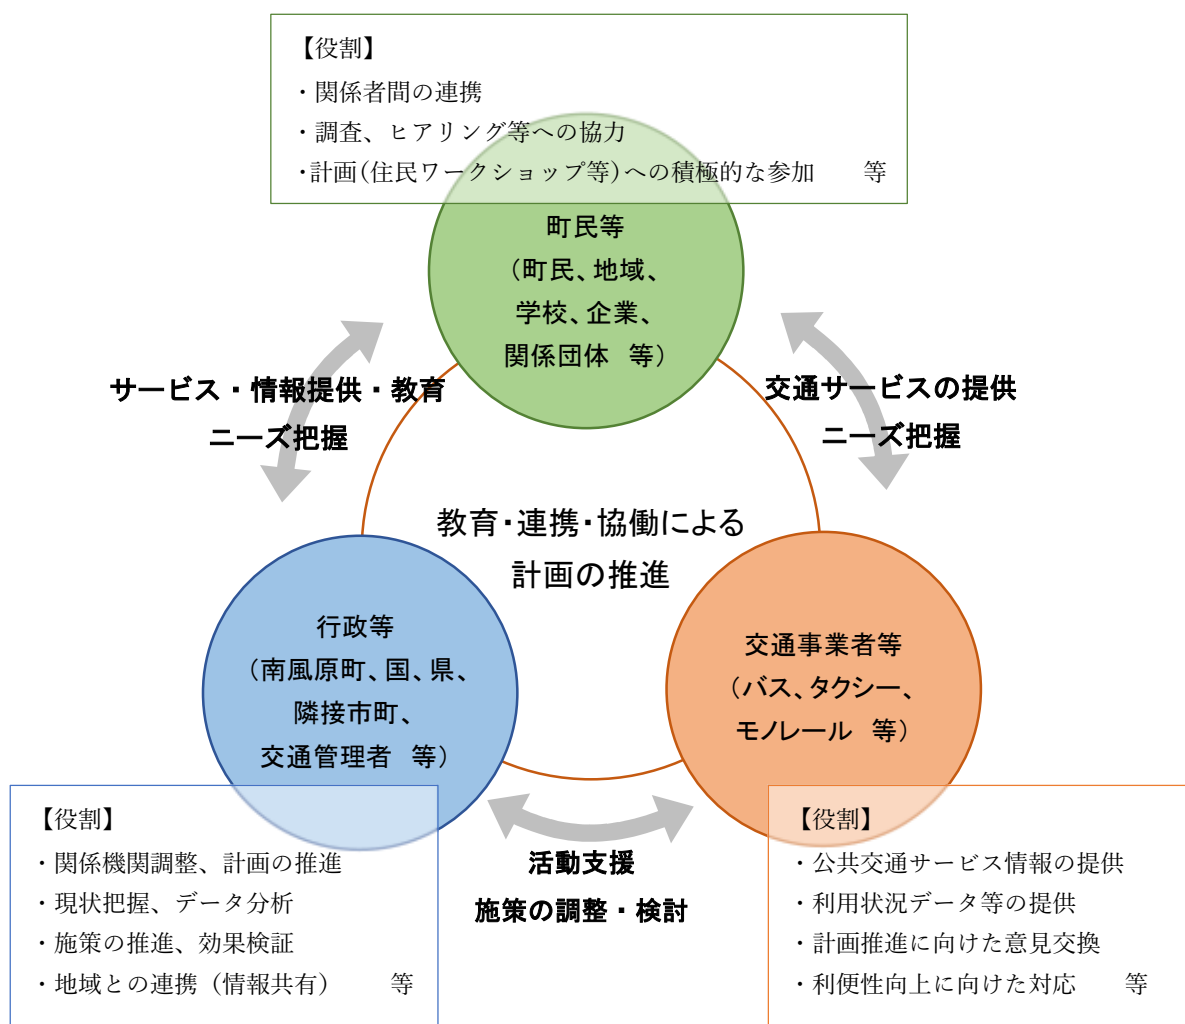 【役割】
・関係者間の連携
・調査、ヒアリング等への協力
・計画(住民ワークショップ等)への積極的な参加　等
町民等
（町民、地域、
学校、企業、
関係団体　等）
サービス・情報提供・教育
ニーズ把握
交通サービスの提供
ニーズ把握
教育・連携・協働による
計画の推進
行政等
（南風原町、国、県、
隣接市町、
交通管理者　等）
交通事業者等
（バス、タクシー、
モノレール　等）
活動支援
施策の調整・検討
【役割】
・関係機関調整、計画の推進
・現状把握、データ分析
・施策の推進、効果検証
・地域との連携（情報共有）　等
【役割】
・公共交通サービス情報の提供
・利用状況データ等の提供
・計画推進に向けた意見交換
・利便性向上に向けた対応　等